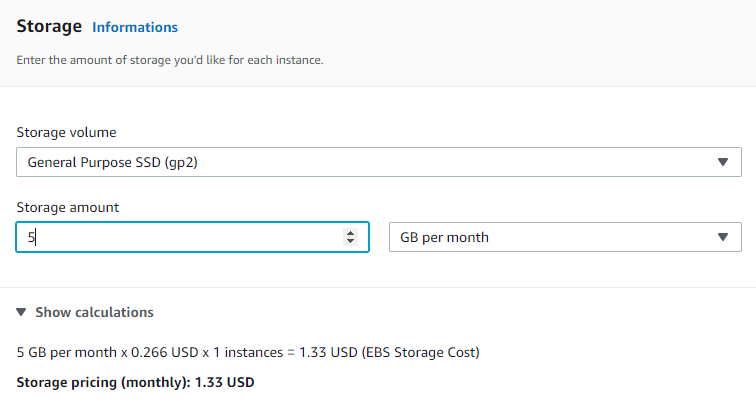 Storage Informations
Enter the amount of storage you'd like for each instance.
Storage volume
General Purpose SSD (gp2)
Storage amount
5 GB per month
Show calculations
5 GB per month x 0.266 USD x 1 instances = 1.33 USD (EBS Storage Cost)
Storage pricing (monthly): 1.33 USD